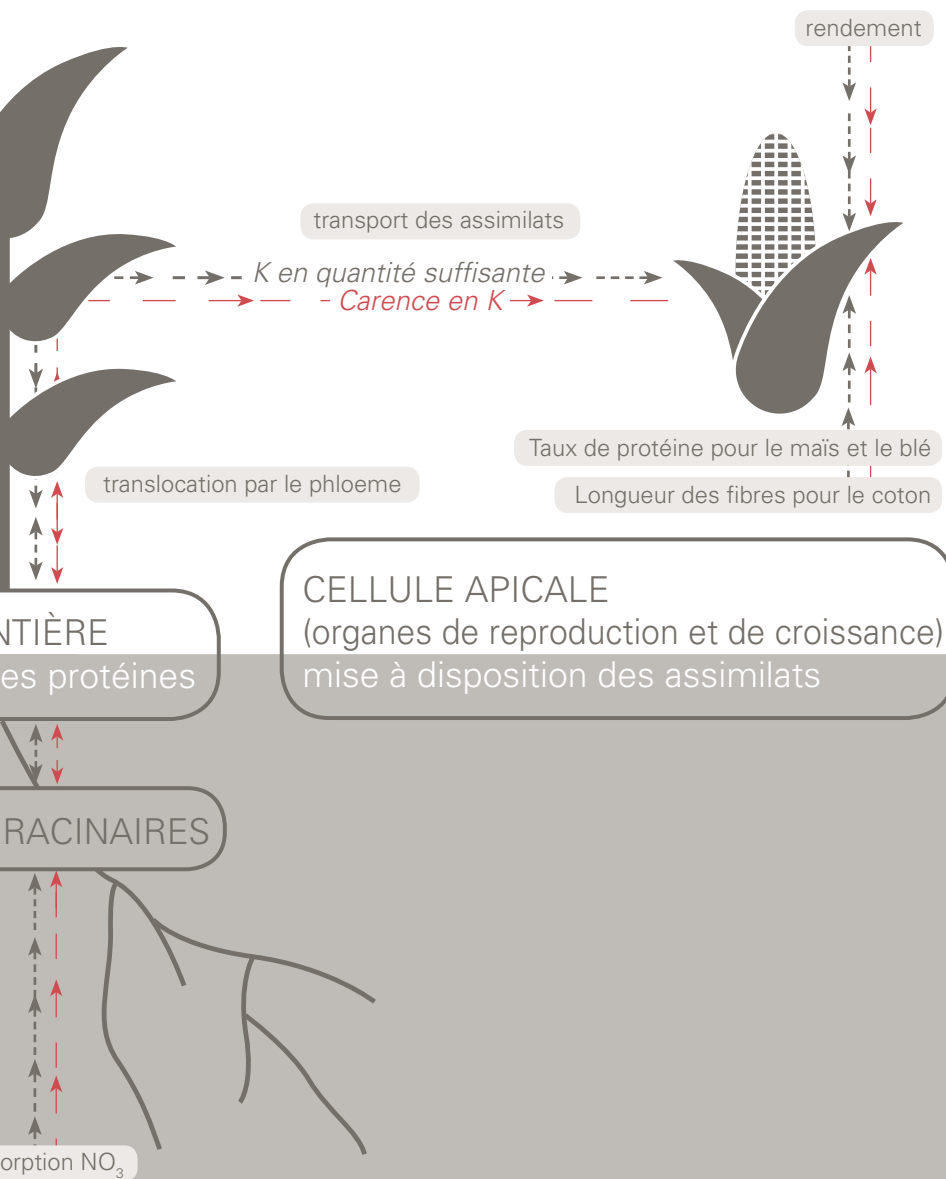 rendement
transport des assimilats
K en quantité suffisante
Carence en K
Taux de protéine pour le maïs et le blé
translocation par le phloeme
Longueur des fibres pour le coton
CELLULE APICALE
(organes de reproduction et de croissance)
mise à disposition des assimilats
NTIÈRE
es protéines
RACINAIRES
orption NO₃